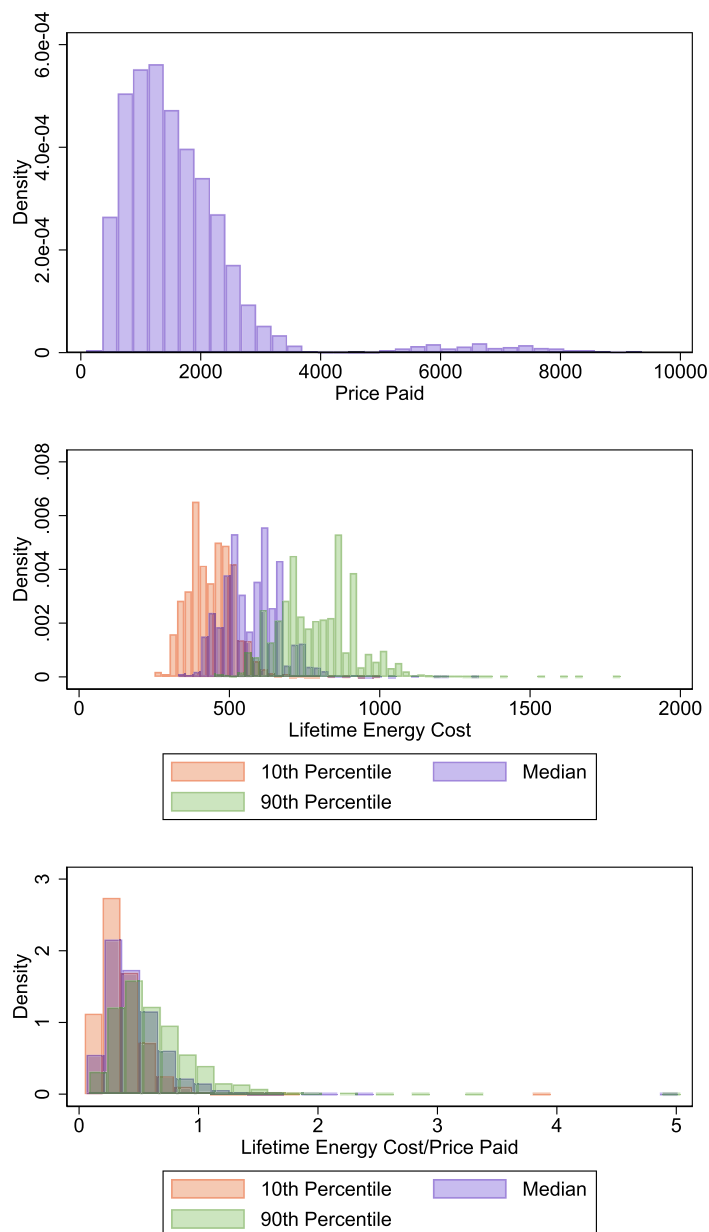 6.0e-04
4.0e-04
2.0e-04
0
Density
0 2000 4000 6000 8000 10000
Price Paid
.008
.006
.004
.002
0
Density
0 500 1000 1500 2000
Lifetime Energy Cost
10th Percentile Median
90th Percentile
3
2
1
0
Density
0 1 2 3 4 5
Lifetime Energy Cost/Price Paid
10th Percentile Median
90th Percentile